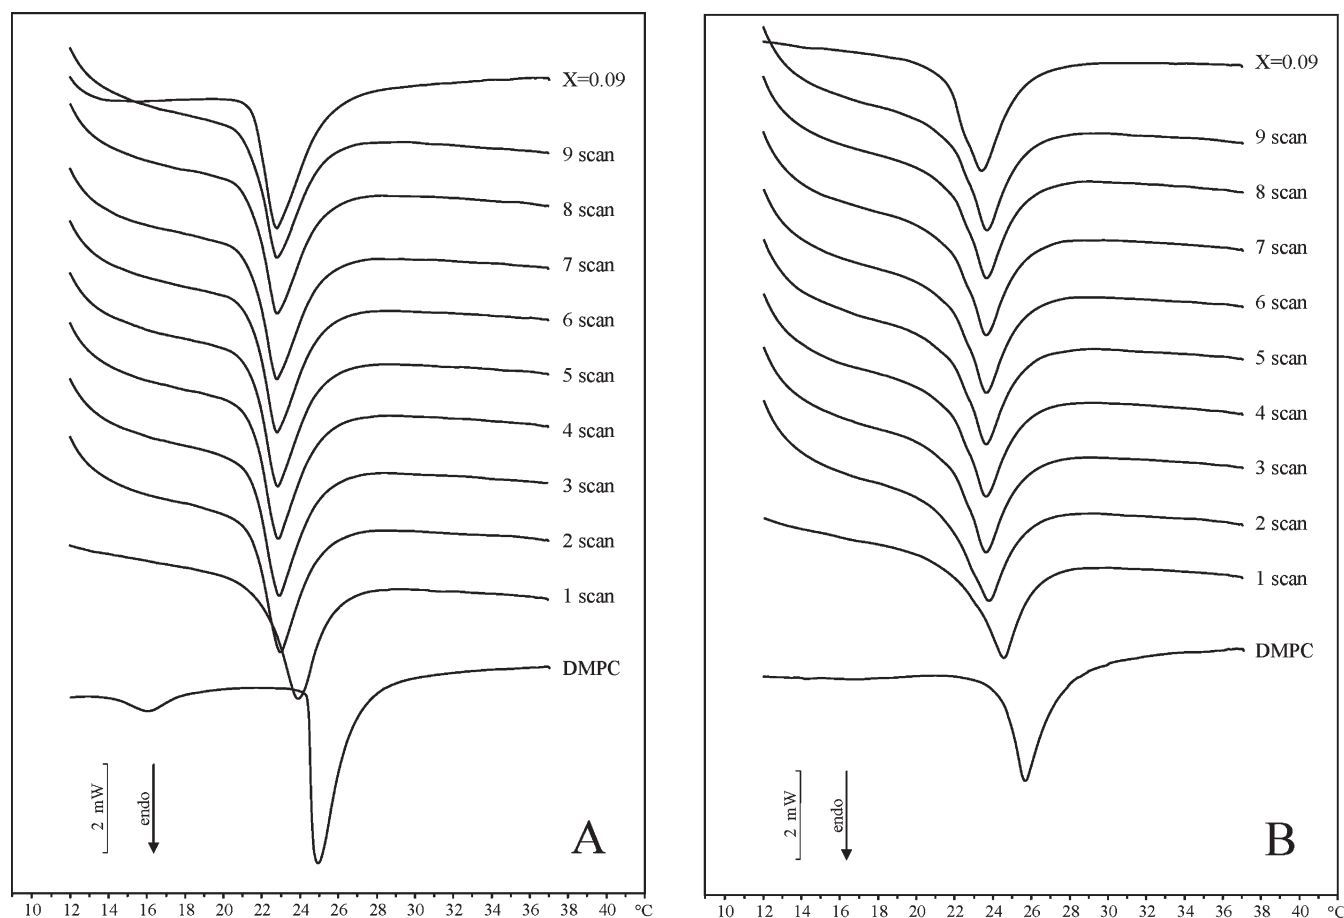 X=0.09
9 scan
8 scan
7 scan
6 scan
5 scan
4 scan
3 scan
2 scan
1 scan
DMPC
2 mW
endo
A
10 12 14 16 18 20 22 24 26 28 30 32 34 36 38 40 °C
X=0.09
9 scan
8 scan
7 scan
6 scan
5 scan
4 scan
3 scan
2 scan
1 scan
DMPC
2 mW
endo
B
10 12 14 16 18 20 22 24 26 28 30 32 34 36 38 40 °C